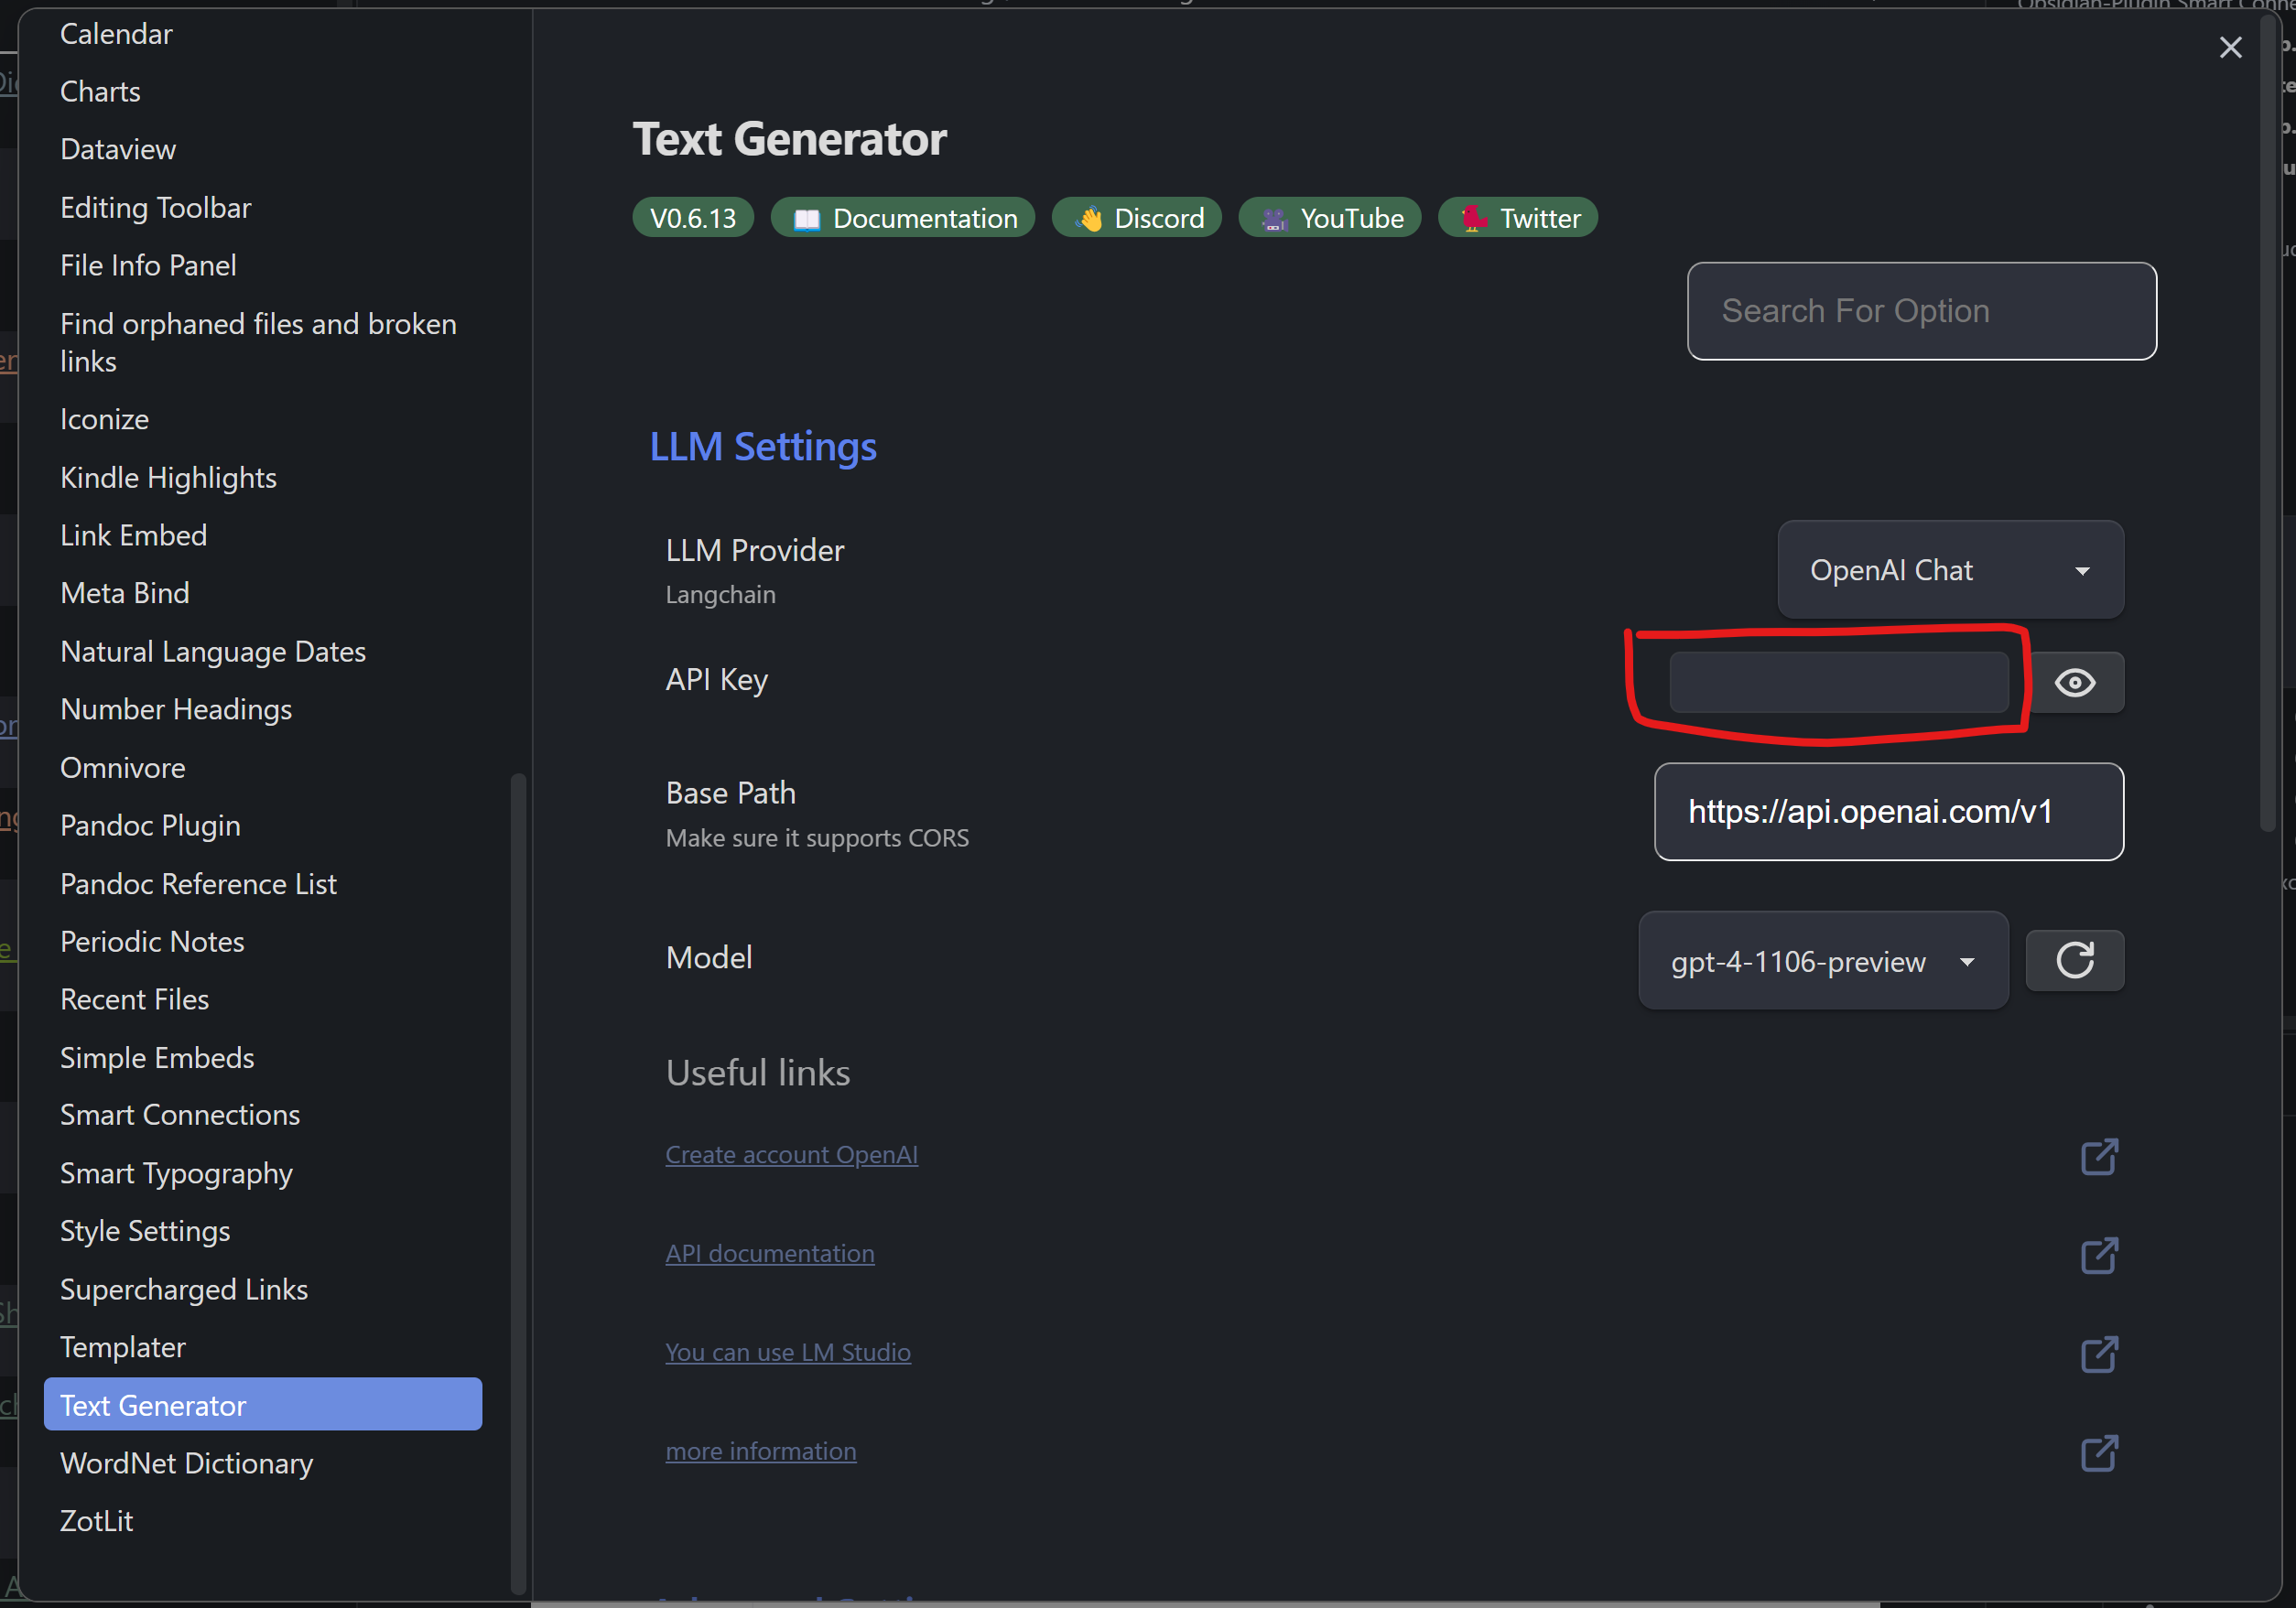 Obsidian-Plugin Smart Conne
Calendar
Charts
Dataview
Editing Toolbar
File Info Panel
Find orphaned files and broken
links
Iconize
Kindle Highlights
Link Embed
Meta Bind
Natural Language Dates
Number Headings
Omnivore
Pandoc Plugin
Pandoc Reference List
Periodic Notes
Recent Files
Simple Embeds
Smart Connections
Smart Typography
Style Settings
Supercharged Links
Templater
Text Generator
WordNet Dictionary
ZotLit
Text Generator
V0.6.13 Documentation Discord YouTube Twitter
Search For Option
LLM Settings
LLM Provider
Langchain
OpenAI Chat
API Key
Base Path
Make sure it supports CORS
https://api.openai.com/v1
Model
gpt-4-1106-preview
Useful links
Create account OpenAI
API documentation
You can use LM Studio
more information